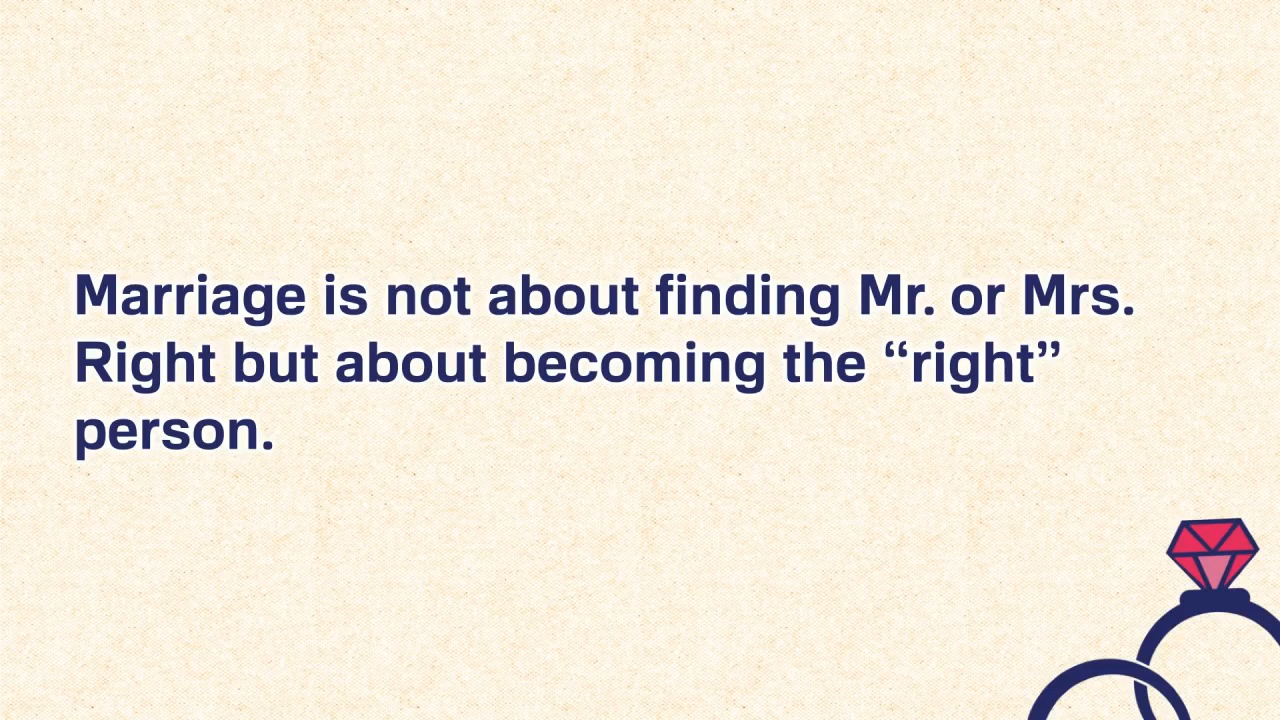 Marriage is not about finding Mr. or Mrs.
Right but about becoming the “right”
person.